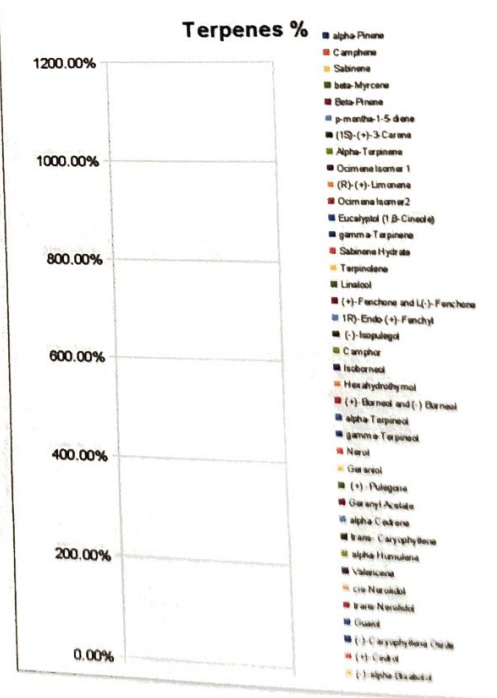 Terpenes %
1200.00%
1000.00%
800.00%
600.00%
400.00%
200.00%
0.00%
alpha-Pinene
Camphene
Sabinene
beta-Myrcene
Beta-Pinene
p-mentha-1-5-diene
(1S)-(+)-3-Carene
Alpha-Terpinene
Ocimene Isomer 1
(R)-(+)-Limonene
Ocimene Isomer2
Eucalyptol (1,8-Cineole)
gamma-Terpinene
Sabinene Hydrate
Terpinolene
Linalool
(+)-Fenchone and L(-)-Fenchone
1R)-Endo-(+)-Fenchyl
(-)-Isopulegol
Camphor
Isoborneol
Hexahydrothymol
(+)-Borneol and (-) Borneol
alpha-Terpineol
gamma-Terpineol
Nerol
Geraniol
(+)-Pulegone
Geranyl Acetate
alpha-Cedrene
trans-Caryophyllene
alpha-Humulene
Valencene
cis-Nerolidol
trans-Nerolidol
Guaiol
(-)-Caryophyllene Oxide
(+)-Cedrol
(-)-alpha-Bisabolol